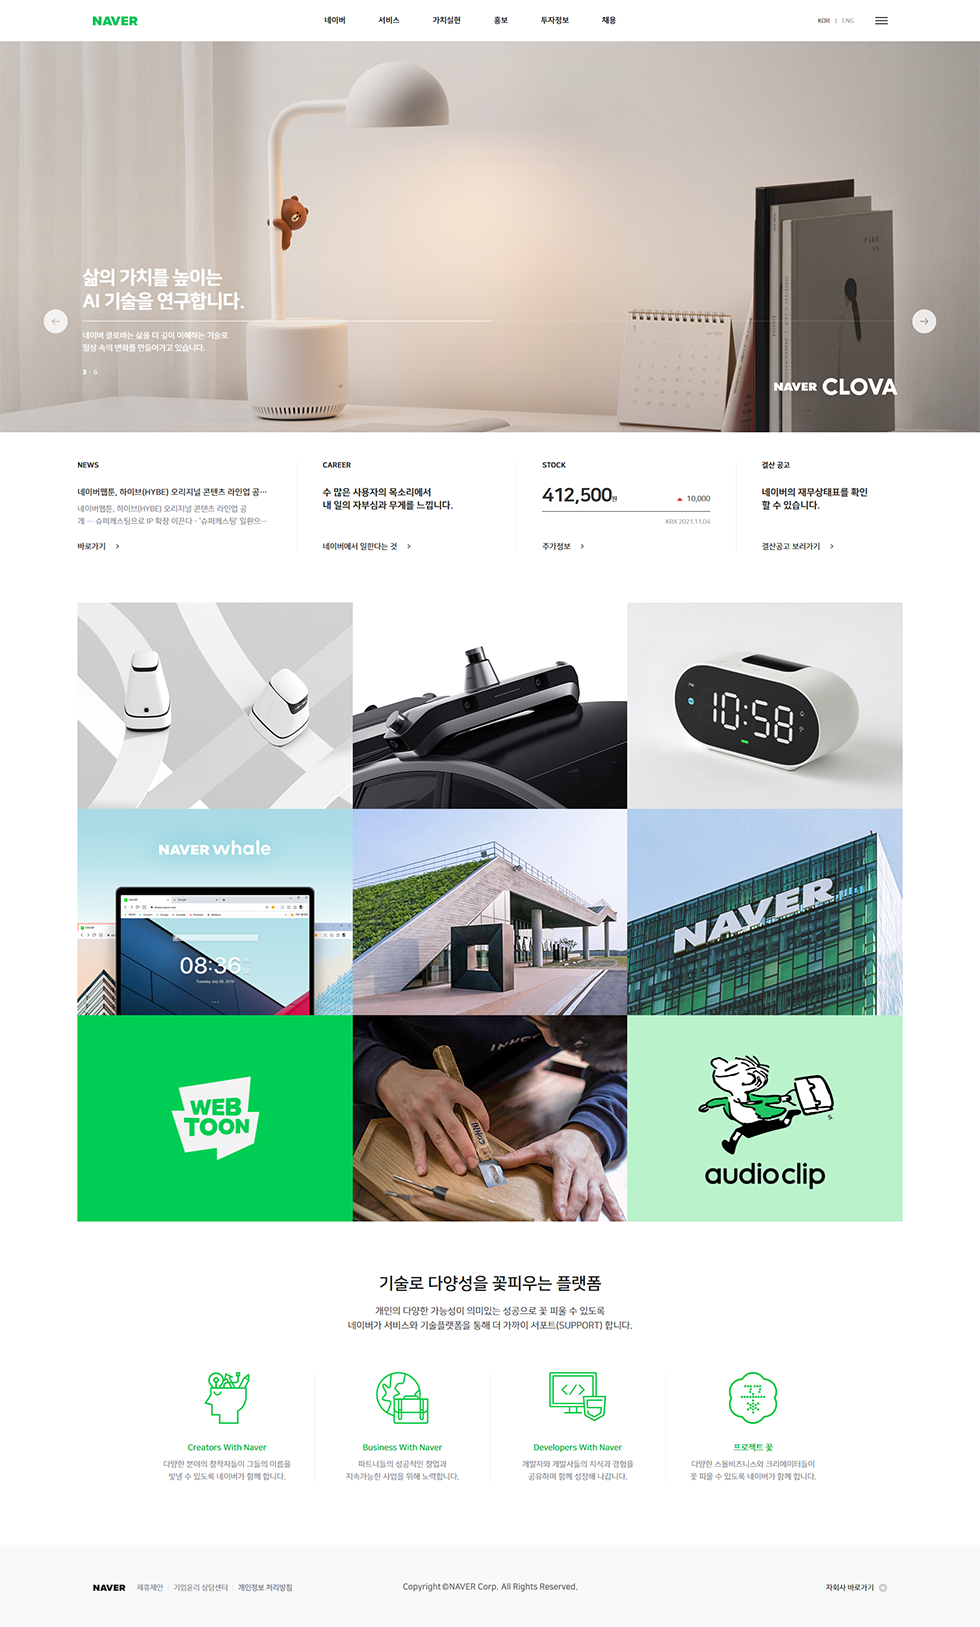 NAVER
네이버 서비스 가치실현 홍보 투자정보 채용
KOR | ENG
삶의 가치를 높이는
AI 기술을 연구합니다.
네이버 클로바는 삶을 더 깊이 이해하는 기술로
일상 속의 변화를 만들어가고 있습니다.
3 6
NAVER CLOVA
NEWS
네이버웹툰, 하이브(HYBE) 오리지널 콘텐츠 라인업 공…
네이버웹툰, 하이브(HYBE) 오리지널 콘텐츠 라인업 공
개 ― 슈퍼캐스팅으로 IP 확장 이끈다 - '슈퍼캐스팅' 일환으…
바로가기
CAREER
수 많은 사용자의 목소리에서
내 일의 자부심과 무게를 느낍니다.
네이버에서 일한다는 것
STOCK
412,500원
10,000
KRX 2021.11.04
주가정보
결산 공고
네이버의 재무상태표를 확인
할 수 있습니다.
결산공고 보러가기
10:58
NAVER whale
08:36
NAVER
WEB
TOON
audioclip
기술로 다양성을 꽃피우는 플랫폼
개인의 다양한 가능성이 의미있는 성공으로 꽃 피울 수 있도록
네이버가 서비스와 기술플랫폼을 통해 더 가까이 서포트(SUPPORT) 합니다.
Creators With Naver
다양한 분야의 창작자들이 그들의 이름을
빛낼 수 있도록 네이버가 함께 합니다.
Business With Naver
파트너들의 성공적인 창업과
지속가능한 사업을 위해 노력합니다.
Developers With Naver
개발자와 개발사들의 지식과 경험을
공유하며 함께 성장해 나갑니다.
프로젝트 꽃
다양한 스몰비즈니스와 크리에이터들이
꽃 피울 수 있도록 네이버가 함께 합니다.
NAVER 제휴제안 기업윤리 상담센터 개인정보 처리방침
Copyright ©NAVER Corp. All Rights Reserved.
자회사 바로가기